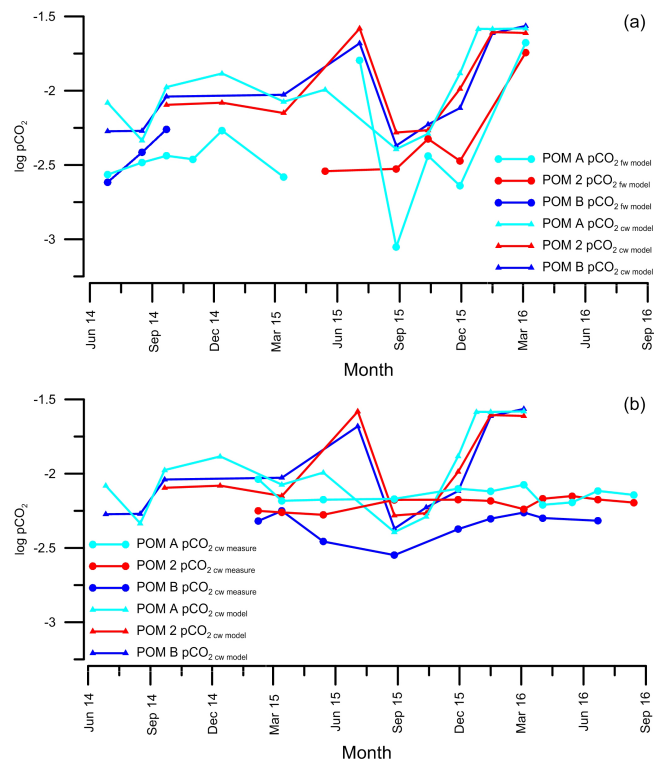 (a)
-1.5
-2
-2.5
-3
log pCO2
POM A pCO2 fw model
POM 2 pCO2 fw model
POM B pCO2 fw model
POM A pCO2 cw model
POM 2 pCO2 cw model
POM B pCO2 cw model
Jun 14
Sep 14
Dec 14
Mar 15
Jun 15
Sep 15
Dec 15
Mar 16
Jun 16
Sep 16
Month
(b)
-1.5
-2
-2.5
-3
log pCO2
POM A pCO2 cw measure
POM 2 pCO2 cw measure
POM B pCO2 cw measure
POM A pCO2 cw model
POM 2 pCO2 cw model
POM B pCO2 cw model
Jun 14
Sep 14
Dec 14
Mar 15
Jun 15
Sep 15
Dec 15
Mar 16
Jun 16
Sep 16
Month